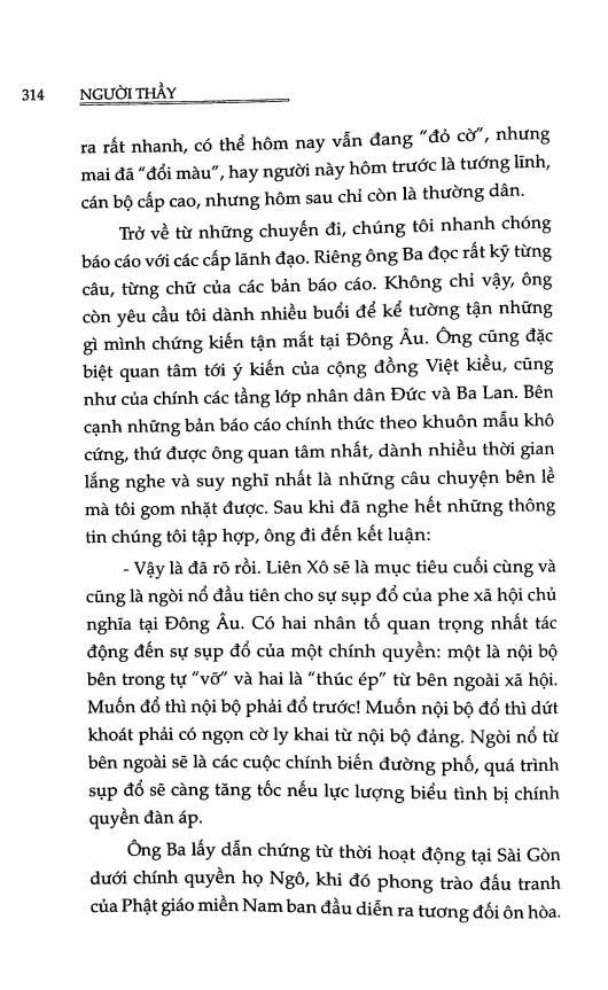 314 NGƯỜI THẦY
ra rất nhanh, có thể hôm nay vẫn đang "đỏ cờ", nhưng
mai đã "đổi màu", hay người này hôm trước là tướng lĩnh,
cán bộ cấp cao, nhưng hôm sau chỉ còn là thường dân.
Trở về từ những chuyến đi, chúng tôi nhanh chóng
báo cáo với các cấp lãnh đạo. Riêng ông Ba đọc rất kỹ từng
câu, từng chữ của các bản báo cáo. Không chỉ vậy, ông
còn yêu cầu tôi dành nhiều buổi để kể tường tận những
gì mình chứng kiến tận mắt tại Đông Âu. Ông cũng đặc
biệt quan tâm tới ý kiến của cộng đồng Việt kiều, cũng
như của chính các tầng lớp nhân dân Đức và Ba Lan. Bên
cạnh những bản báo cáo chính thức theo khuôn mẫu khô
cứng, thứ được ông quan tâm nhất, dành nhiều thời gian
lắng nghe và suy nghĩ nhất là những câu chuyện bên lề
mà tôi gom nhặt được. Sau khi đã nghe hết những thông
tin chúng tôi tập hợp, ông đi đến kết luận:
- Vậy là đã rõ rồi. Liên Xô sẽ là mục tiêu cuối cùng và
cũng là ngòi nổ đầu tiên cho sự sụp đổ của phe xã hội chủ
nghĩa tại Đông Âu. Có hai nhân tố quan trọng nhất tác
động đến sự sụp đổ của một chính quyền: một là nội bộ
bên trong tự "vỡ" và hai là "thúc ép" từ bên ngoài xã hội.
Muốn đổ thì nội bộ phải đổ trước! Muốn nội bộ đổ thì dứt
khoát phải có ngọn cờ ly khai từ nội bộ đảng. Ngòi nổ từ
bên ngoài sẽ là các cuộc chính biến đường phố, quá trình
sụp đổ sẽ càng tăng tốc nếu lực lượng biểu tình bị chính
quyền đàn áp.
Ông Ba lấy dẫn chứng từ thời hoạt động tại Sài Gòn
dưới chính quyền họ Ngô, khi đó phong trào đấu tranh
của Phật giáo miền Nam ban đầu diễn ra tương đối ôn hòa.